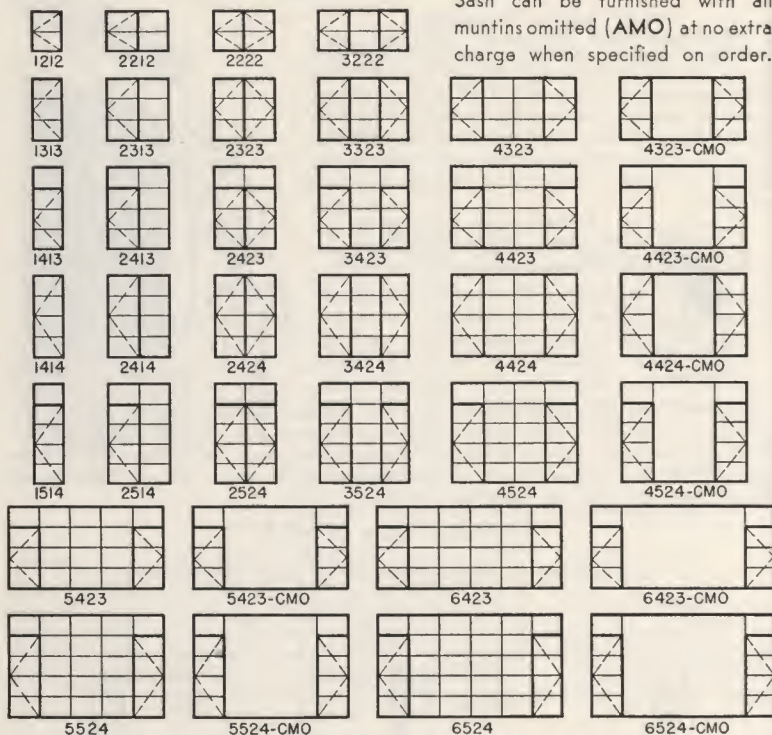 Sash can be furnished with all
muntins omitted (AMO) at no extra
charge when specified on order.
1212 2212 2222 3222
1313 2313 2323 3323 4323 4323-CMO
1413 2413 2423 3423 4423 4423-CMO
1414 2414 2424 3424 4424 4424-CMO
1514 2514 2524 3524 4524 4524-CMO
5423 5423-CMO 6423 6423-CMO
5524 5524-CMO 6524 6524-CMO